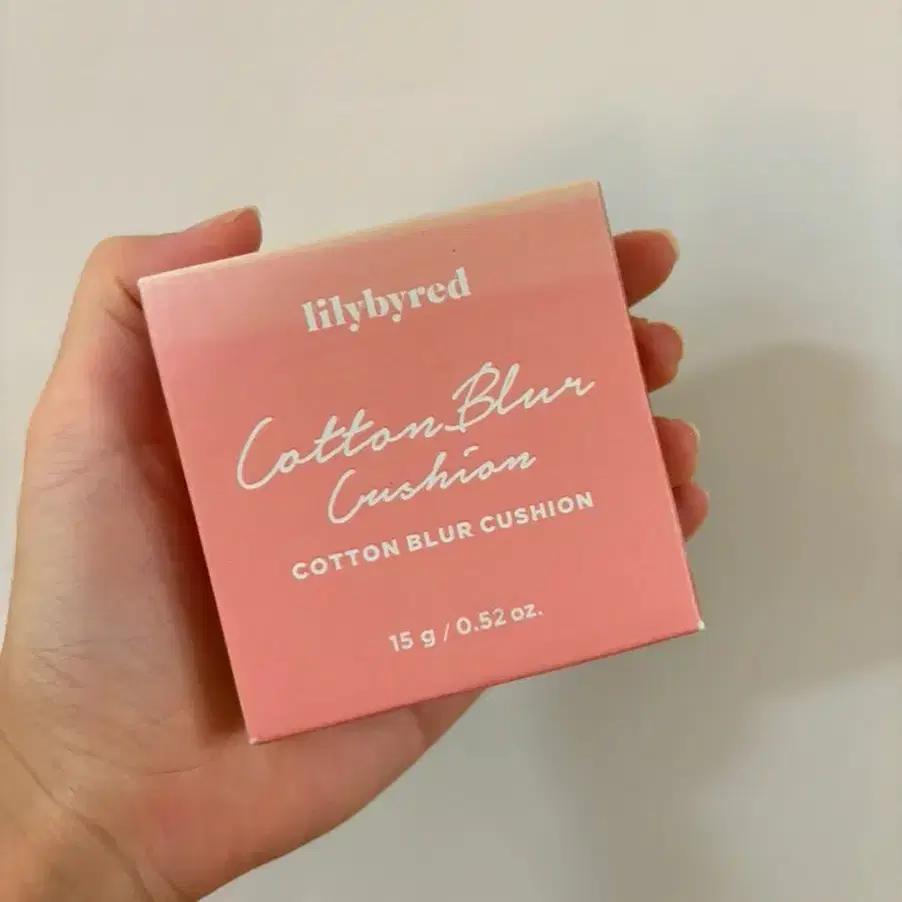 lilybyred
Cotton Blur
Cushion
COTTON BLUR CUSHION
15 g / 0.52 oz.